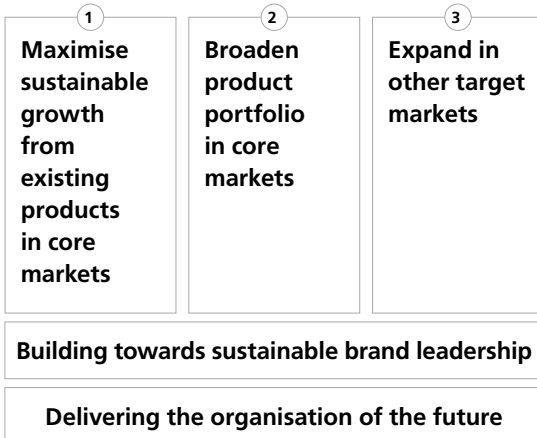 1
Maximise
sustainable
growth
from
existing
products
in core
markets
2
Broaden
product
portfolio
in core
markets
3
Expand in
other target
markets
Building towards sustainable brand leadership
Delivering the organisation of the future